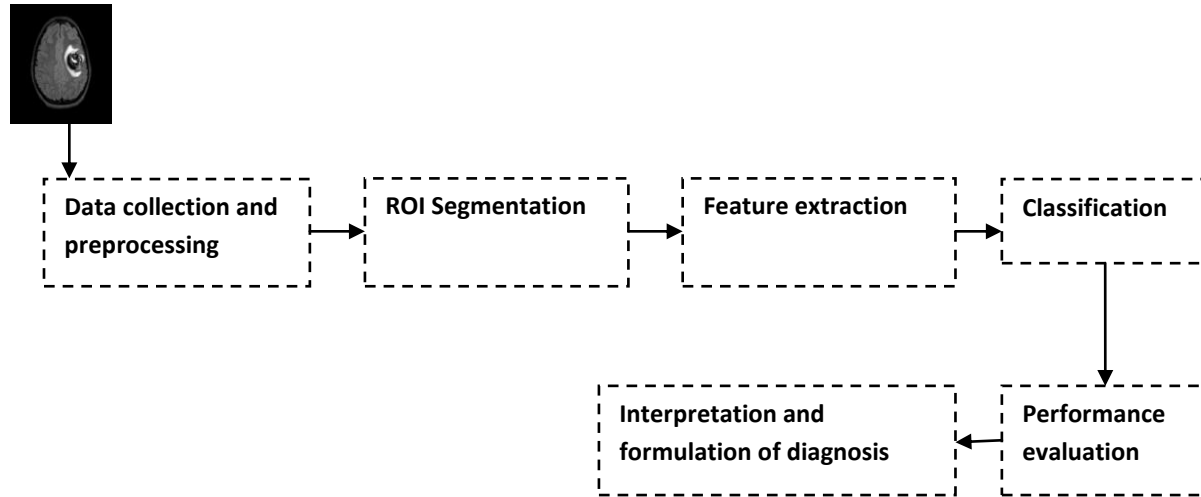 Data collection and
preprocessing
ROI Segmentation
Feature extraction
Classification
Interpretation and
formulation of diagnosis
Performance
evaluation